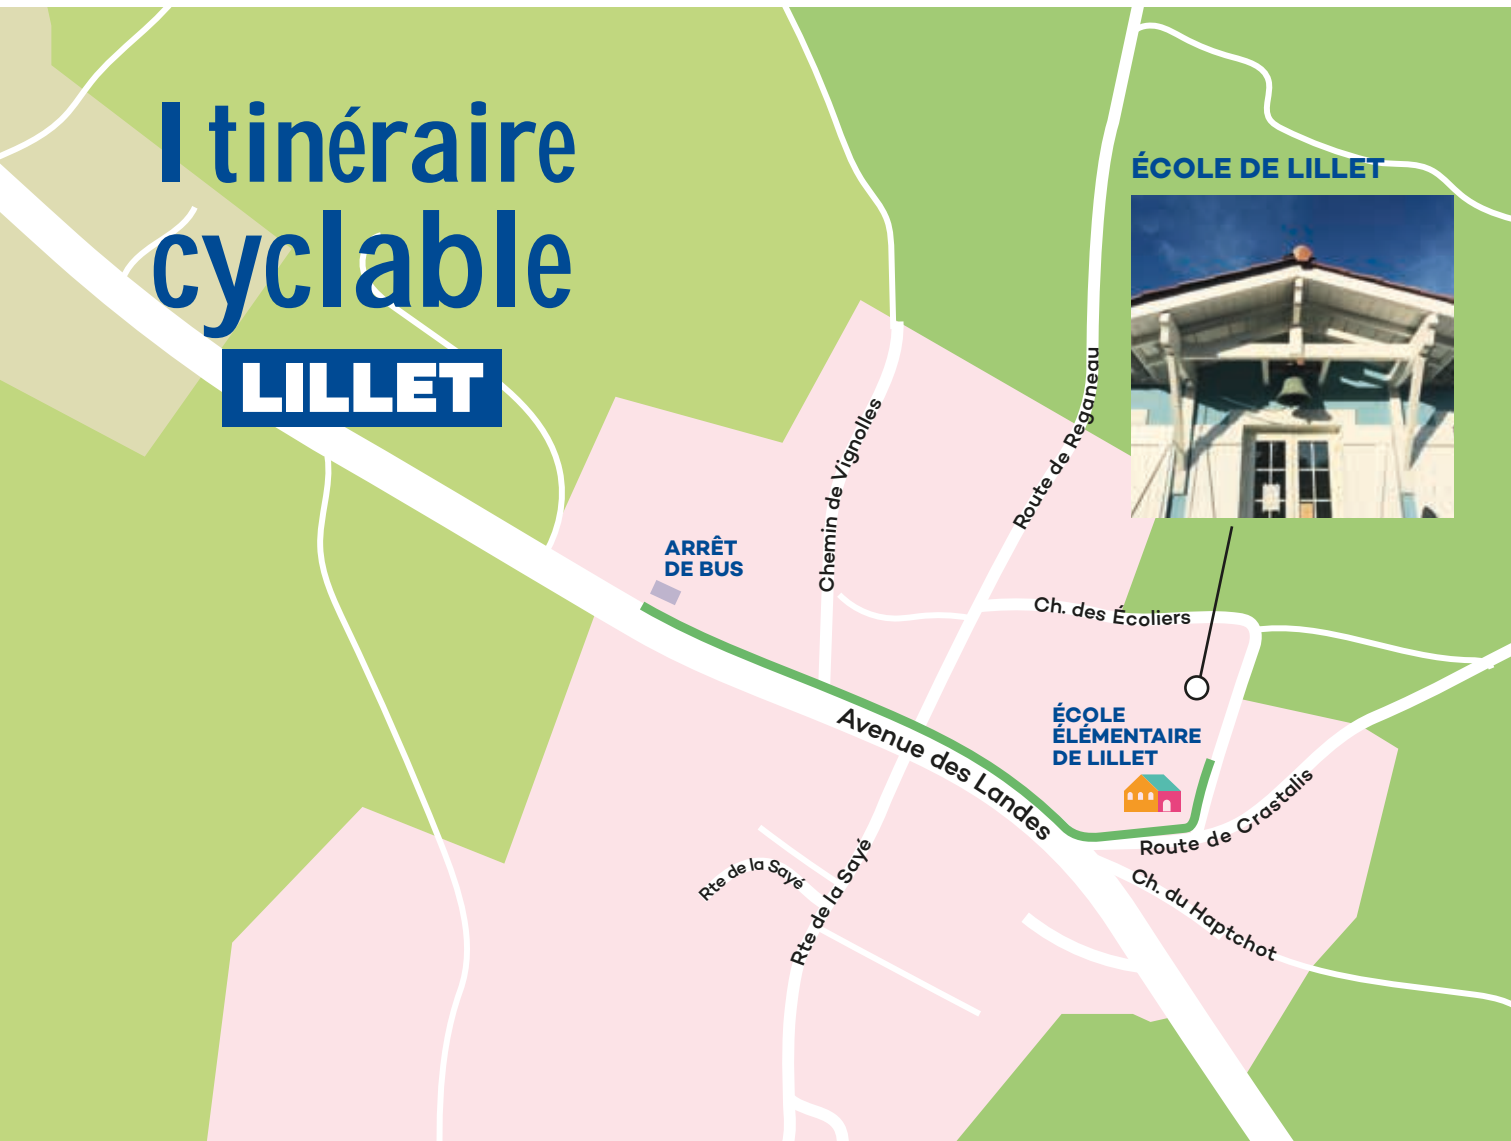 Itinéraire
cyclable
LILLET
ÉCOLE DE LILLET
Chemin de Vignolles
Route de Reganeau
ARRÊT
DE BUS
Ch. des Écoliers
Avenue des Landes
ÉCOLE
ÉLÉMENTAIRE
DE LILLET
Route de Crastalis
Rte de la Sayé
Rte de la Sayé
Ch. du Haptchot